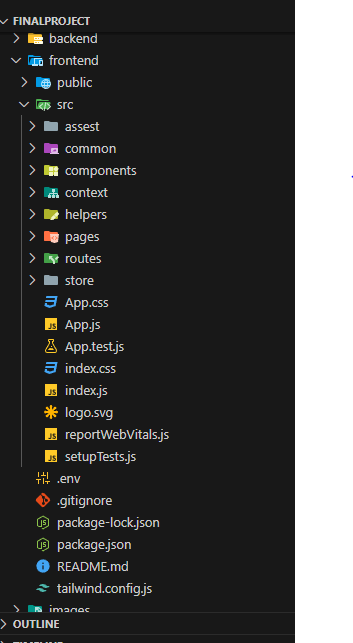 FINALPROJECT
backend
frontend
public
src
assest
common
components
context
helpers
pages
routes
store
App.css
App.js
App.test.js
index.css
index.js
logo.svg
reportWebVitals.js
setupTests.js
.env
.gitignore
package-lock.json
package.json
README.md
tailwind.config.js
images
OUTLINE
TIMELINE